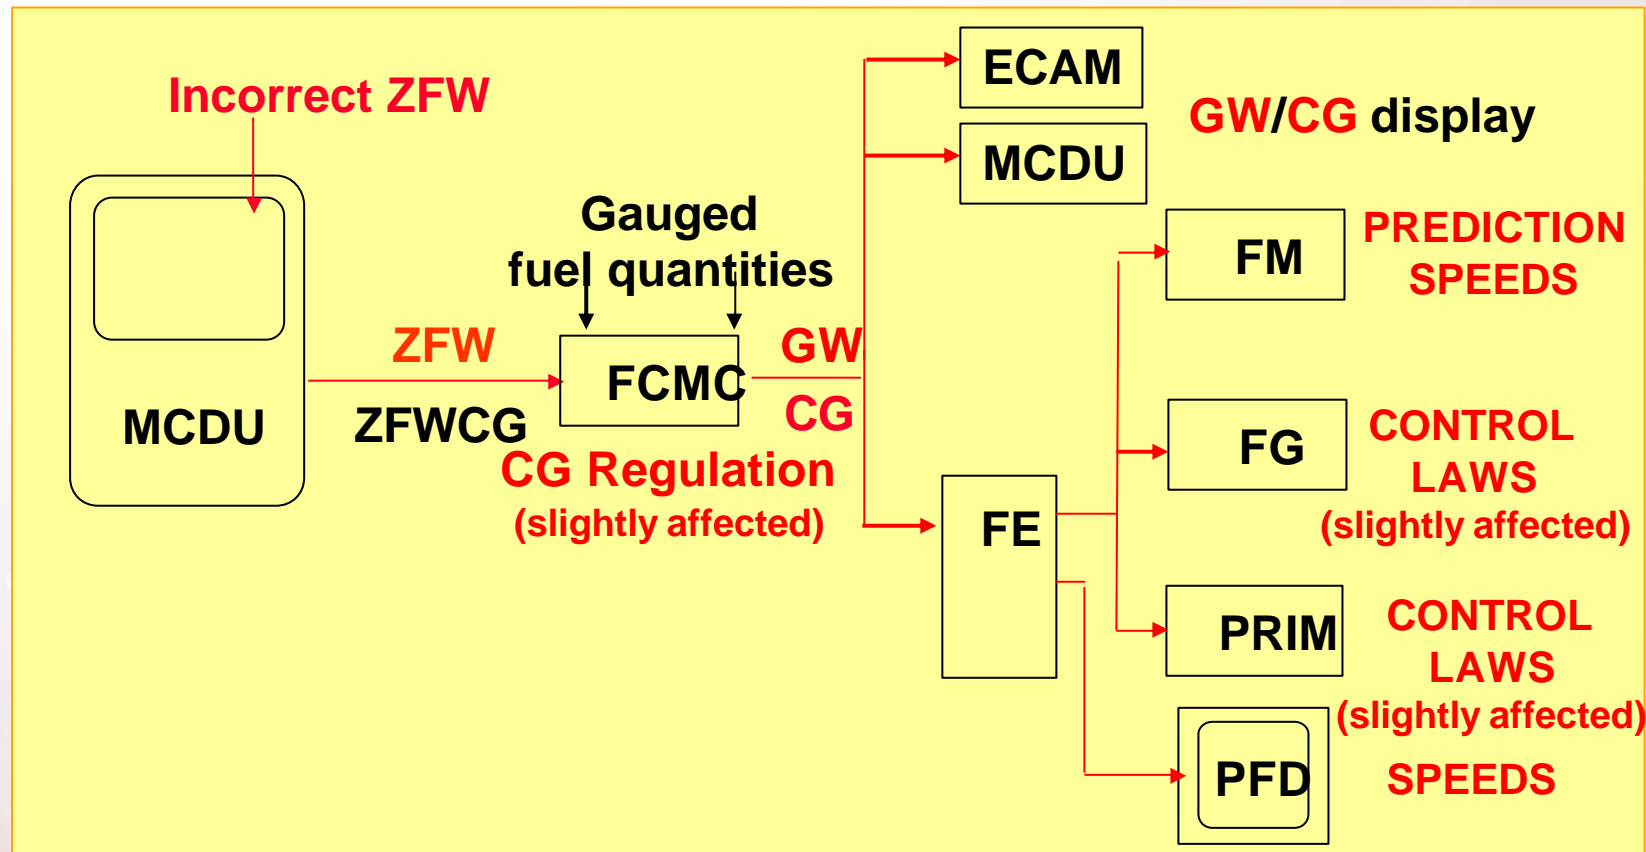 Incorrect ZFW
MCDU
ZFW
ZFWCG
Gauged
fuel quantities
FCMC
CG Regulation
(slightly affected)
GW
CG
ECAM
MCDU
GW/CG display
FE
FM
PREDICTION
SPEEDS
FG
CONTROL
LAWS
(slightly affected)
PRIM
CONTROL
LAWS
(slightly affected)
PFD
SPEEDS